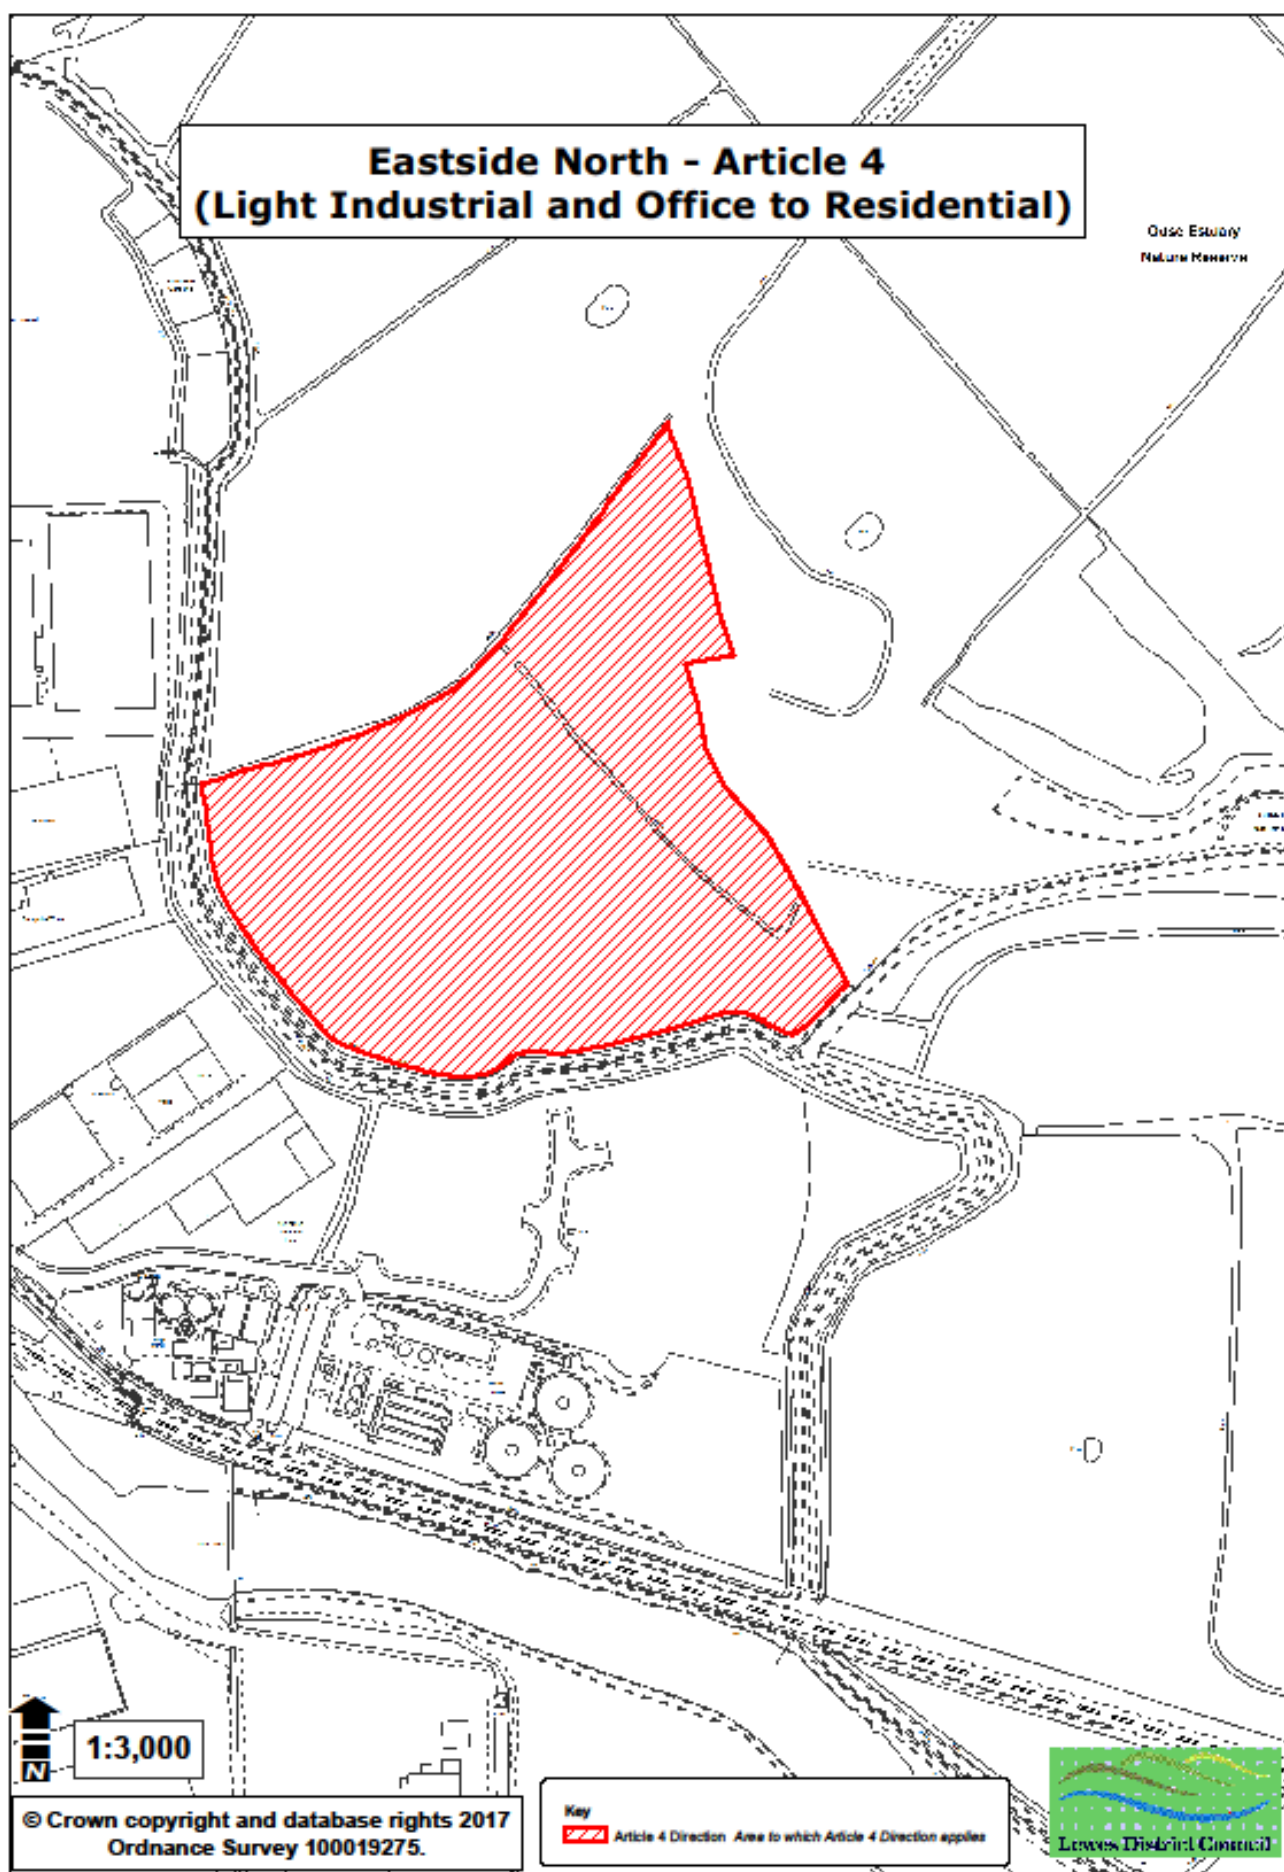 Eastside North - Article 4
(Light Industrial and Office to Residential)
Ouse Estuary
Nature Reserve
N
1:3,000
© Crown copyright and database rights 2017
Ordnance Survey 100019275.
Key
Article 4 Direction Area to which Article 4 Direction applies
Lewes District Council